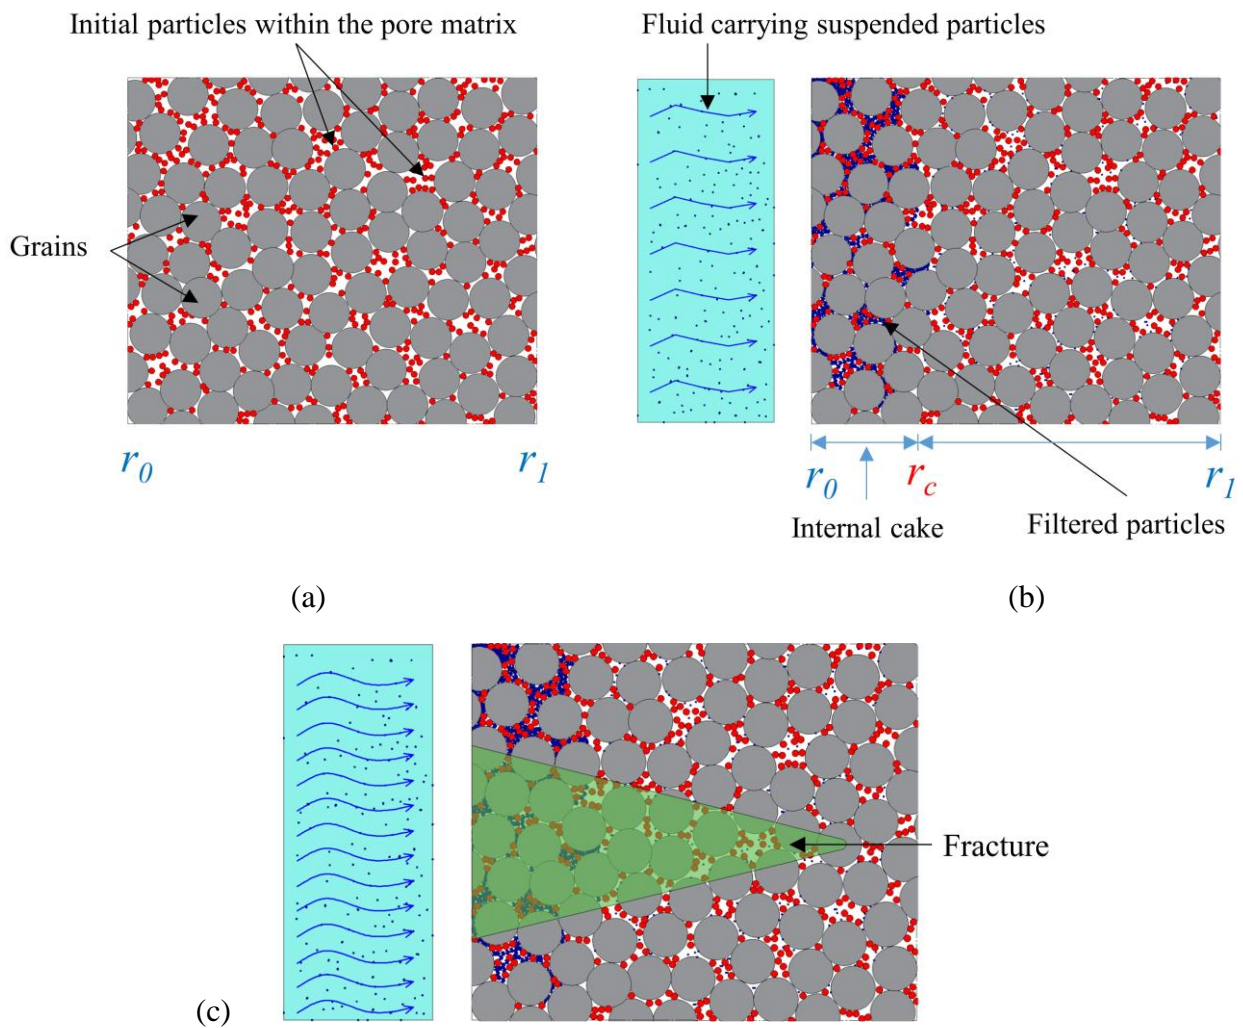 Initial particles within the pore matrix
Fluid carrying suspended particles
Grains
r0
r1
r0
rc
r1
Internal cake
Filtered particles
(a)
(b)
Fracture
(c)